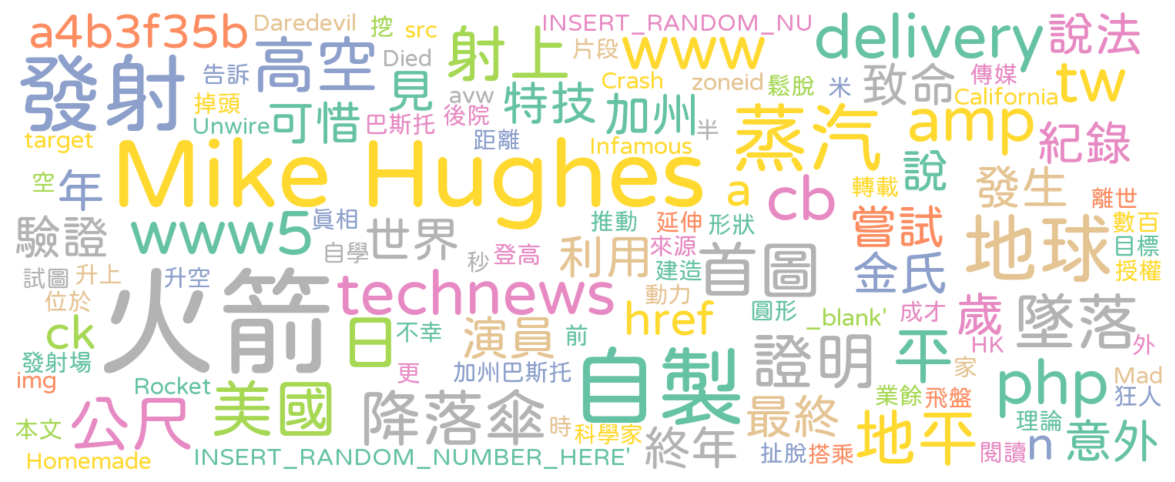 a4b3f35b Daredevil 挖 src INSERT_RANDOM_NU
發射 告訴 高空 Died 射上 片段 www delivery 說法
掉頭 Unwire 可惜 見 avw 特技 Crash zoneid 鬆脫 米 致命 傳媒 tw
target 巴斯托 後院 距離 加州 半 California
Mike Hughes Infamous 蒸汽 amp 紀錄
空 年 a cb 說 轉載 發生 離世
驗證 www5 真相 世界 自學 秒 登高 推動 延伸 形狀 嘗試 地球 數百 目標
試圖 升上 升空 利用 來源 建造 首圖 金氏 授權
位於 火箭 technews 動力 圓形 _blank' 成才 歲 墜落
ck 日 不幸 演員 前 href 平 HK 外
發射場 img Rocket 更 加州巴斯托 自製 證明 家 php Mad
美國 降落傘 最終 業餘 飛盤 狂人
本文 公尺 時 科學家 終年 地平 理論 n 意外
Homemade INSERT_RANDOM_NUMBER_HERE' 扯脫 搭乘 閱讀